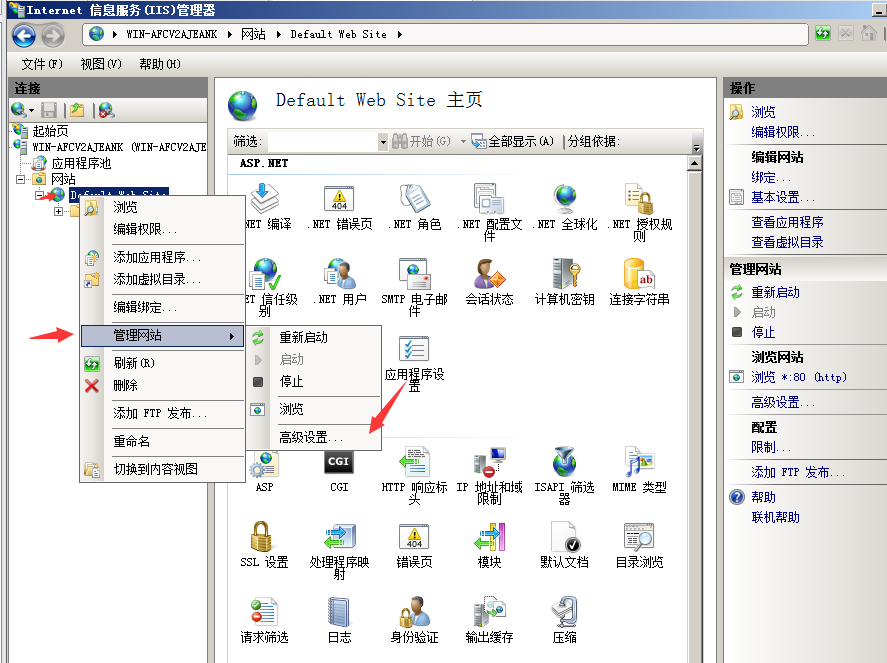 Internet 信息服务(IIS)管理器
WIN-AFCV2AJEANK
网站
Default Web Site
文件(F)
视图(V)
帮助(H)
连接
起始页
WIN-AFCV2AJEANK (WIN-AFCV2AJE
应用程序池
网站
Default Web Site
浏览
编辑权限...
添加应用程序...
添加虚拟目录...
编辑绑定...
管理网站
刷新(R)
删除
添加 FTP 发布...
重命名
切换到内容视图
重新启动
启动
停止
浏览
高级设置...
Default Web Site 主页
筛选:
开始(G)
全部显示(A)
分组依据:
ASP.NET
NET 编译
.NET 错误页
.NET 角色
.NET 配置文
件
.NET 全球化
.NET 授权规
则
ET 信任级
别
.NET 用户
SMTP 电子邮
件
会话状态
计算机密钥
连接字符串
应用程序设
置
ASP
CGI
CGI
HTTP 响应标
头
IP 地址和域
限制
ISAPI 筛选
器
MIME 类型
SSL 设置
处理程序映
射
404
错误页
模块
默认文档
目录浏览
请求筛选
日志
身份验证
输出缓存
压缩
操作
浏览
编辑权限...
编辑网站
绑定...
基本设置...
查看应用程序
查看虚拟目录
管理网站
重新启动
启动
停止
浏览网站
浏览 *:80 (http)
高级设置...
配置
限制...
添加 FTP 发布...
帮助
联机帮助